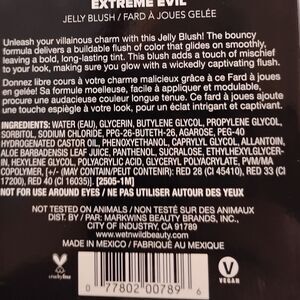 EXTREME EVIL
JELLY BLUSH / FARD À JOUES GELÉE
Unleash your villainous charm with this Jelly Blush! The bouncy
formula delivers a buildable flush of color that glides on smoothly,
leaving a bold, long-lasting tint. This blush adds a touch of mischief
to your look, making you glow with a wickedly captivating flush.
Donnez libre cours à votre charme malicieux grâce à ce Fard à joues
en Gelée! Sa formule moelleuse, facile à appliquer et modulable,
procure une audacieuse couleur longue tenue. Ce fard à joues ajoute
une touche espiègle à votre look, pour un éclat intrigant et captivant.
INGREDIENTS: WATER (EAU), GLYCERIN, BUTYLENE GLYCOL, PROPYLENE GLYCOL,
SORBITOL, SODIUM CHLORIDE, PPG-26-BUTETH-26, AGAROSE, PEG-40
HYDROGENATED CASTOR OIL, PHENOXYETHANOL, CAPRYLYL GLYCOL, ALLANTOIN,
ALOE BARBADENSIS LEAF JUICE, PANTHENOL, SUCRALOSE, ETHYLHEXYLGLYCER-
IN, HEXYLENE GLYCOL, POLYACRYLIC ACID, GLYCERYL POLYACRYLATE, PVM/MA
COPOLYMER, [+/- (MAY CONTAIN/PEUT CONTENIR): RED 28 (CI 45410), RED 33 (CI
17200), RED 40 (CI 16035)]. [2505-1M]
NOT FOR USE AROUND EYES / NE PAS UTILISER AUTOUR DES YEUX
NOT TESTED ON ANIMALS / NON TESTÉ SUR DES ANIMAUX
DIST. BY / PAR: MARKWINS BEAUTY BRANDS, INC.,
CITY OF INDUSTRY, CA 91789
WWW.WETNWILDBEAUTY.COM
MADE IN MEXICO / FABRIQUÉ AU MEXIQUE
crueltyfree
0 77802 00789 6
VEGAN